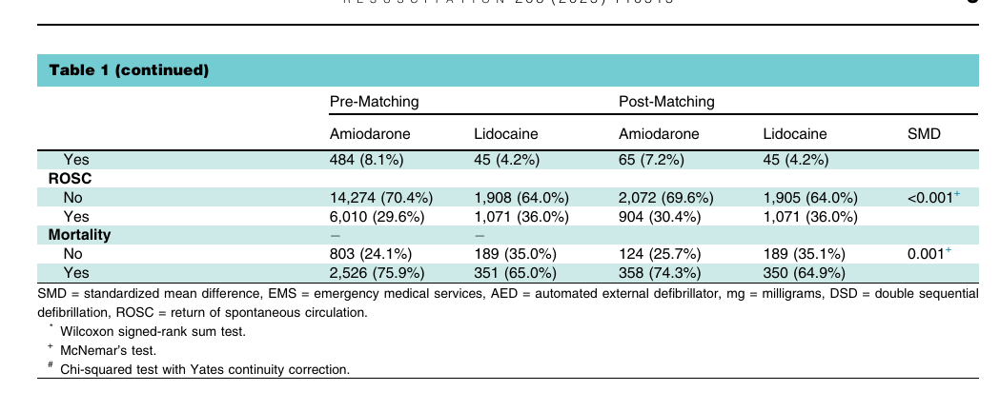 Table 1 (continued)
Pre-Matching Post-Matching
Amiodarone Lidocaine Amiodarone Lidocaine SMD
Yes 484 (8.1%) 45 (4.2%) 65 (7.2%) 45 (4.2%)
ROSC
No 14,274 (70.4%) 1,908 (64.0%) 2,072 (69.6%) 1,905 (64.0%) <0.001+
Yes 6,010 (29.6%) 1,071 (36.0%) 904 (30.4%) 1,071 (36.0%)
Mortality – –
No 803 (24.1%) 189 (35.0%) 124 (25.7%) 189 (35.1%) 0.001+
Yes 2,526 (75.9%) 351 (65.0%) 358 (74.3%) 350 (64.9%)
SMD = standardized mean difference, EMS = emergency medical services, AED = automated external defibrillator, mg = milligrams, DSD = double sequential
defibrillation, ROSC = return of spontaneous circulation.
* Wilcoxon signed-rank sum test.
+ McNemar's test.
# Chi-squared test with Yates continuity correction.